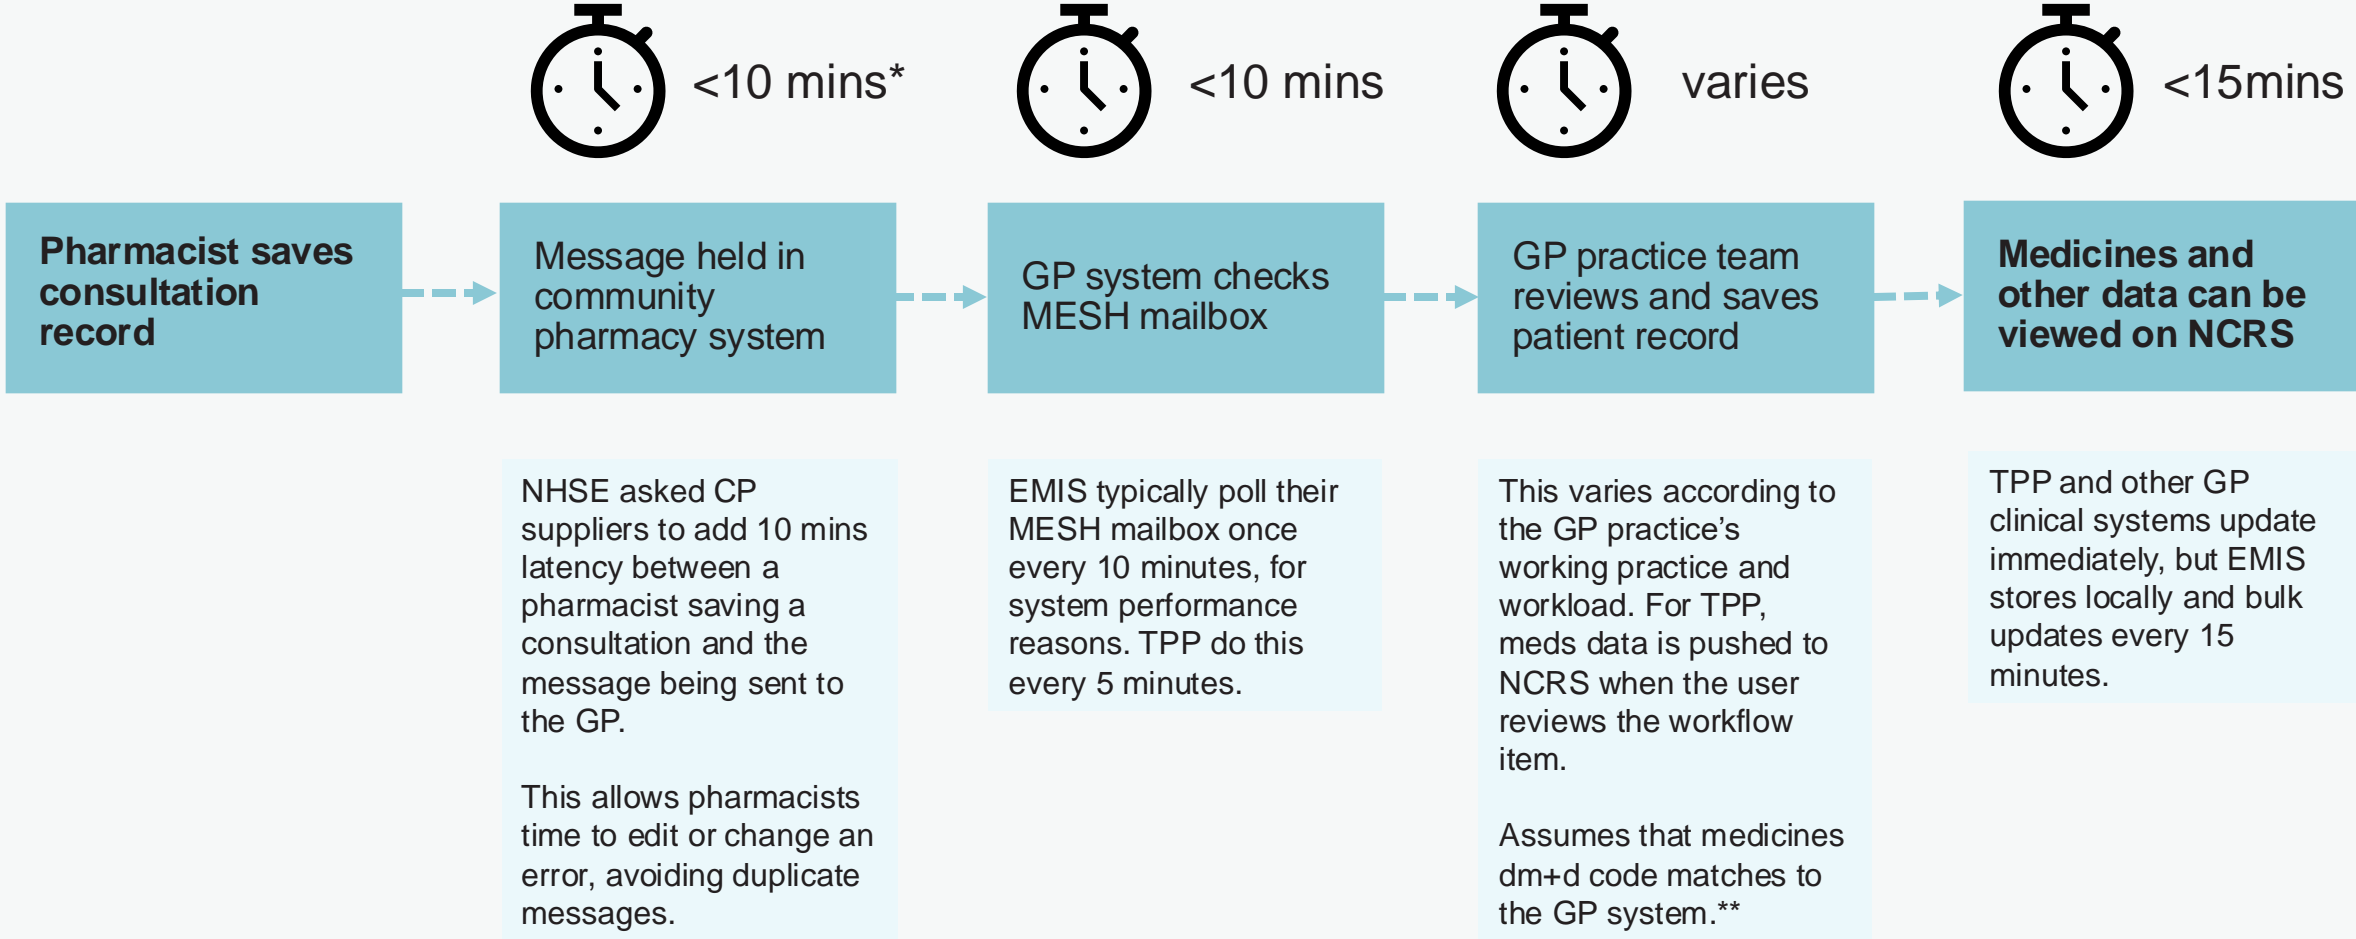 <10 mins*
<10 mins
varies
<15mins
Pharmacist saves
consultation
record
Message held in
community
pharmacy system
GP system checks
MESH mailbox
GP practice team
reviews and saves
patient record
Medicines and
other data can be
viewed on NCRS
NHSE asked CP
suppliers to add 10 mins
latency between a
pharmacist saving a
consultation and the
message being sent to
the GP.
This allows pharmacists
time to edit or change an
error, avoiding duplicate
messages.
EMIS typically poll their
MESH mailbox once
every 10 minutes, for
system performance
reasons. TPP do this
every 5 minutes.
This varies according to
the GP practice’s
working practice and
workload. For TPP,
meds data is pushed to
NCRS when the user
reviews the workflow
item.
Assumes that medicines
dm+d code matches to
the GP system.**
TPP and other GP
clinical systems update
immediately, but EMIS
stores locally and bulk
updates every 15
minutes.